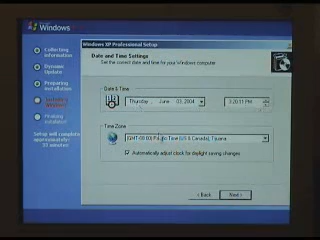 Windows
Collecting
information
Dynamic
Update
Preparing
installation
Installing
Windows
Finalizing
installation
Setup will complete
approximately:
33 minutes
Windows XP Professional Setup
Date and Time Settings
Set the correct date and time for your Windows computer.
Date & Time
Thursday , June 03, 2004
3:20:11 PM
Time Zone
(GMT-08:00) Pacific Time (US & Canada); Tijuana
Automatically adjust clock for daylight saving changes
< Back
Next >